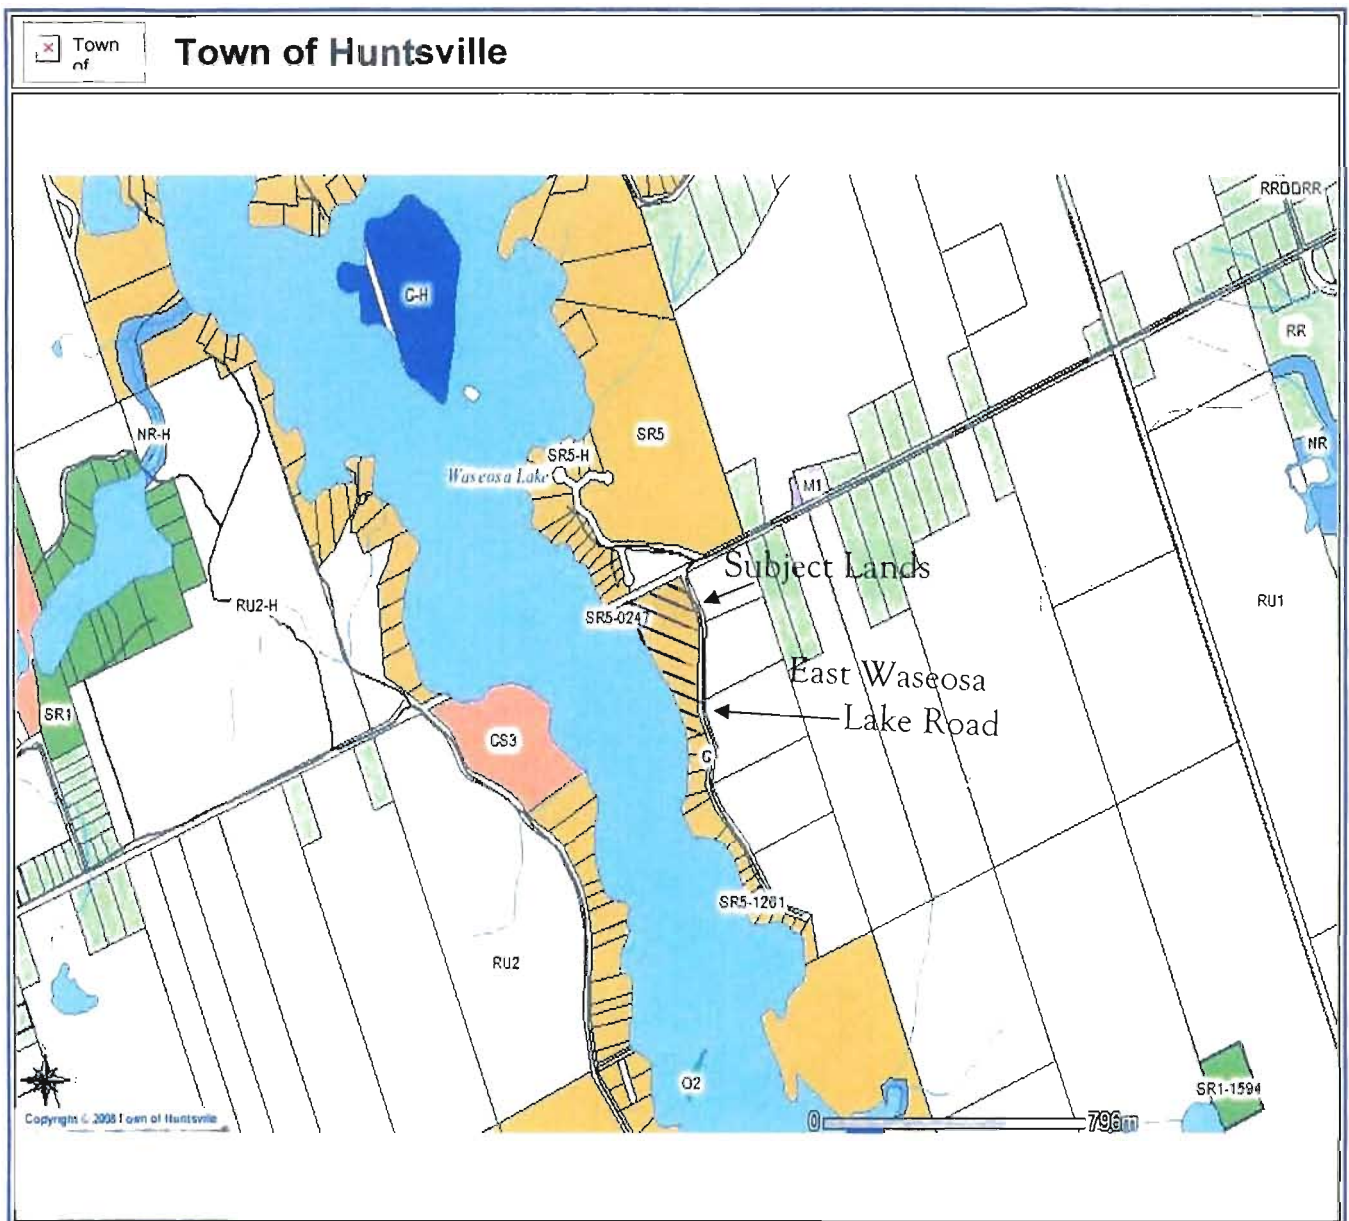 Town
of
Town of Huntsville
RR
G-H
RR
NR-H
SR5
SR5-H
NR
Waseosa Lake
M1
Subject Lands
RU2-H
SR5-0247
RU1
East Waseosa
Lake Road
SR1
CS3
C
SR5-1261
RU2
O2
SR1-1594
Copyright © 2008 Town of Huntsville
0 796m